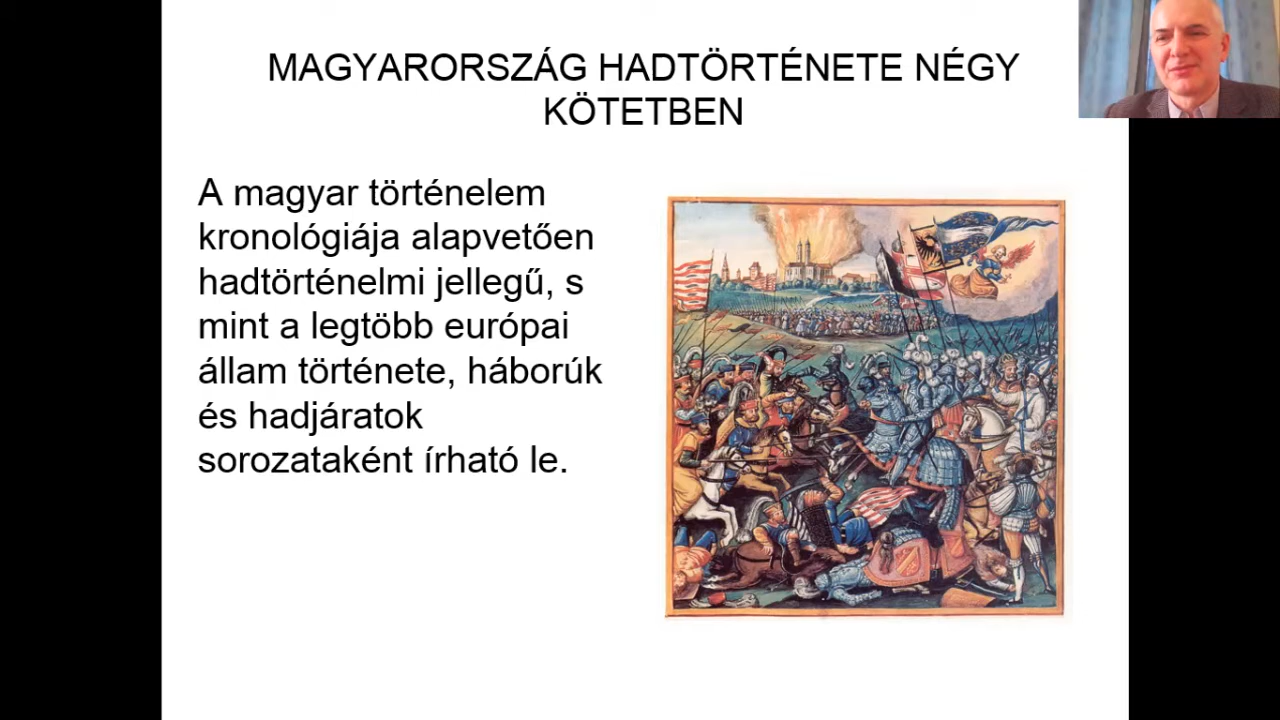 MAGYARORSZÁG HADTÖRTÉNETE NÉGY
KÖTETBEN
A magyar történelem
kronológiája alapvetően
hadtörténelmi jellegű, s
mint a legtöbb európai
állam története, háborúk
és hadjáratok
sorozataként írható le.